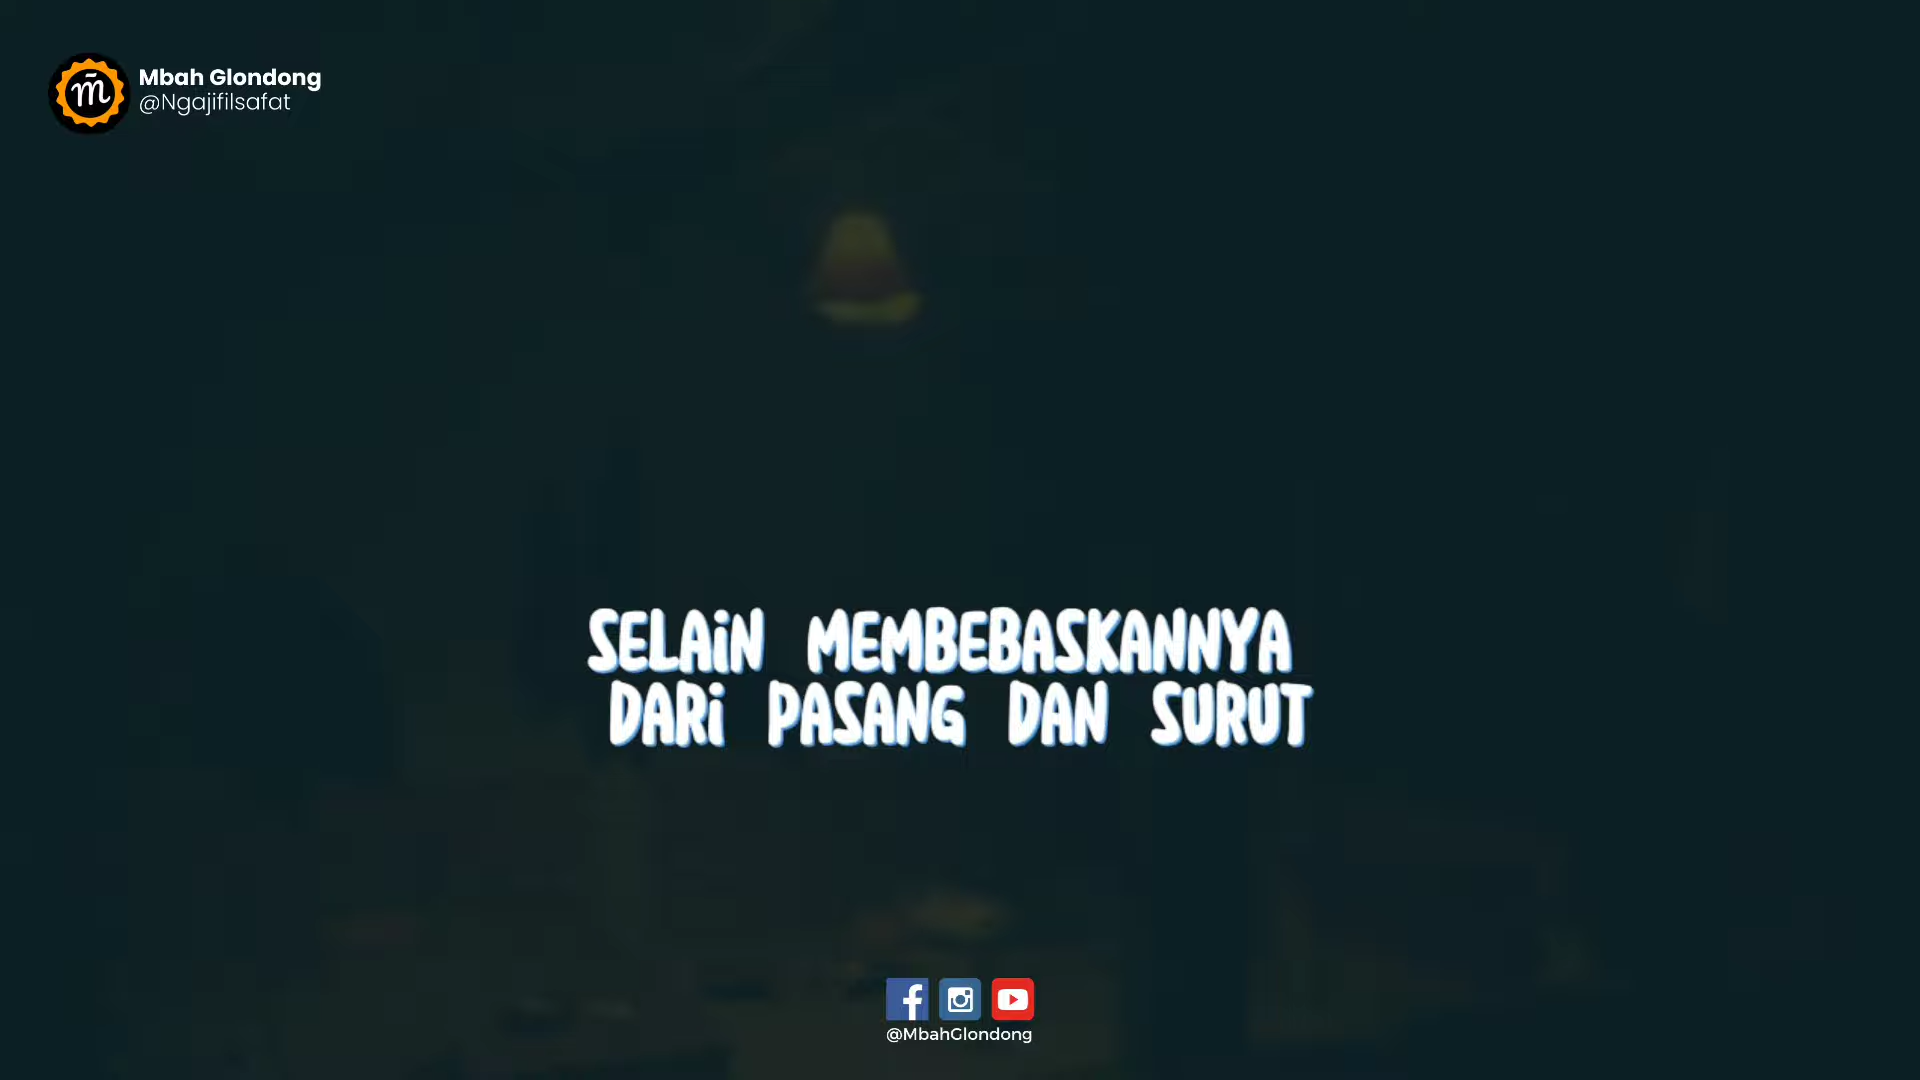 Mbah Glondong
@Ngajifilsafat
SELAiN MEMBEBASKANNYA
DARi PASANG DAN SURUT
@MbahGlondong